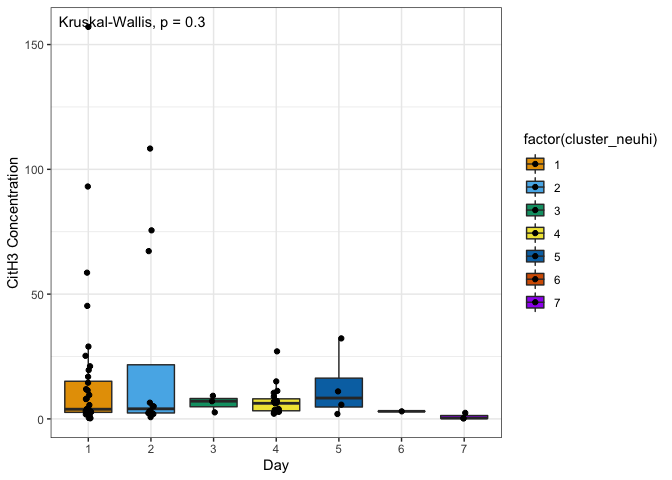 Kruskal-Wallis, p = 0.3
150
100
50
0
CitH3 Concentration
1 2 3 4 5 6 7
Day
factor(cluster_neuhi)
1
2
3
4
5
6
7